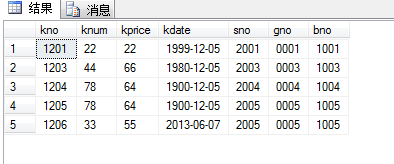 结果 消息
kno knum kprice kdate sno gno bno
1 1201 22 22 1999-12-05 2001 0001 1001
2 1203 44 66 1980-12-05 2003 0003 1003
3 1204 78 64 1900-12-05 2004 0004 1004
4 1205 78 64 1900-12-05 2005 0005 1005
5 1206 33 55 2013-06-07 2005 0005 1005